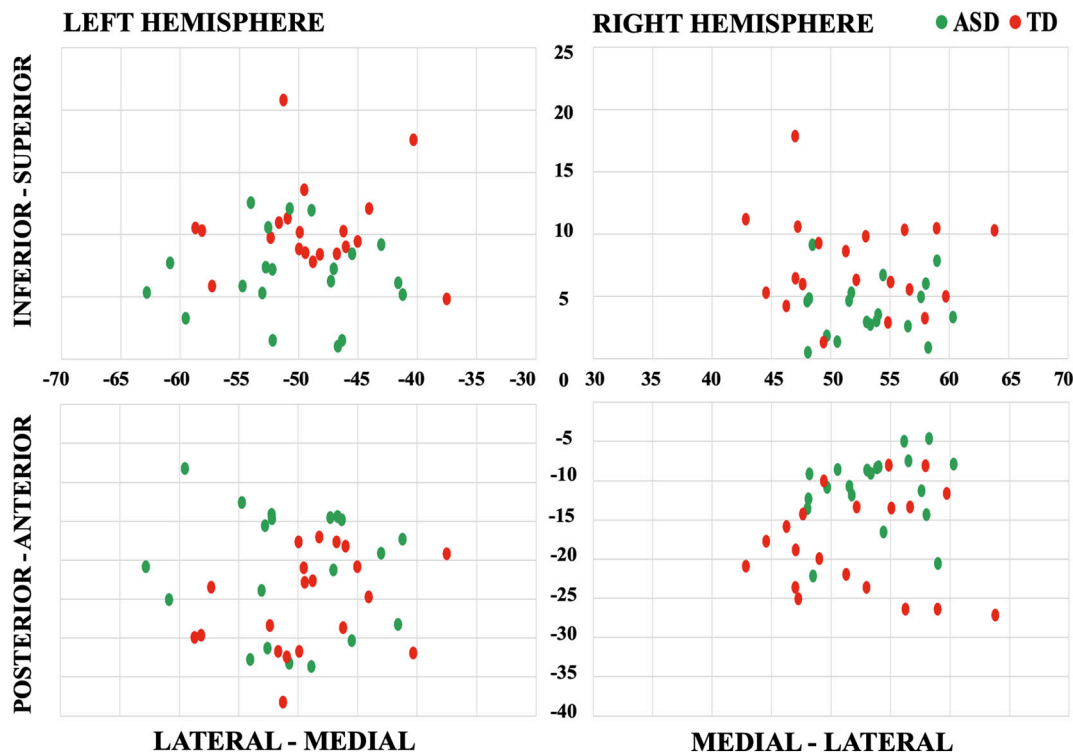 LEFT HEMISPHERE
RIGHT HEMISPHERE
ASD
TD
INFERIOR - SUPERIOR
25
20
15
10
5
0
-70 -60 -55 -50 -45 -40 -35 -30
30 40 45 50 55 60 65 70
POSTERIOR - ANTERIOR
-5
-10
-15
-20
-25
-30
-35
-40
LATERAL - MEDIAL
MEDIAL - LATERAL